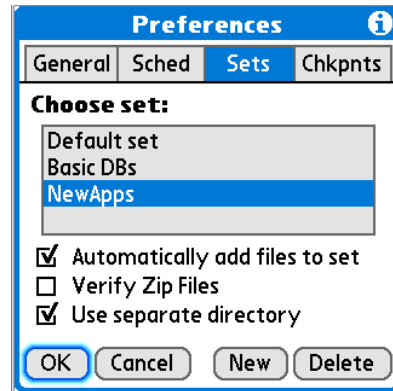 Preferences
General Sched Sets Chkpnts
Choose set:
Default set
Basic DBs
NewApps
Automatically add files to set
Verify Zip Files
Use separate directory
OK Cancel New Delete